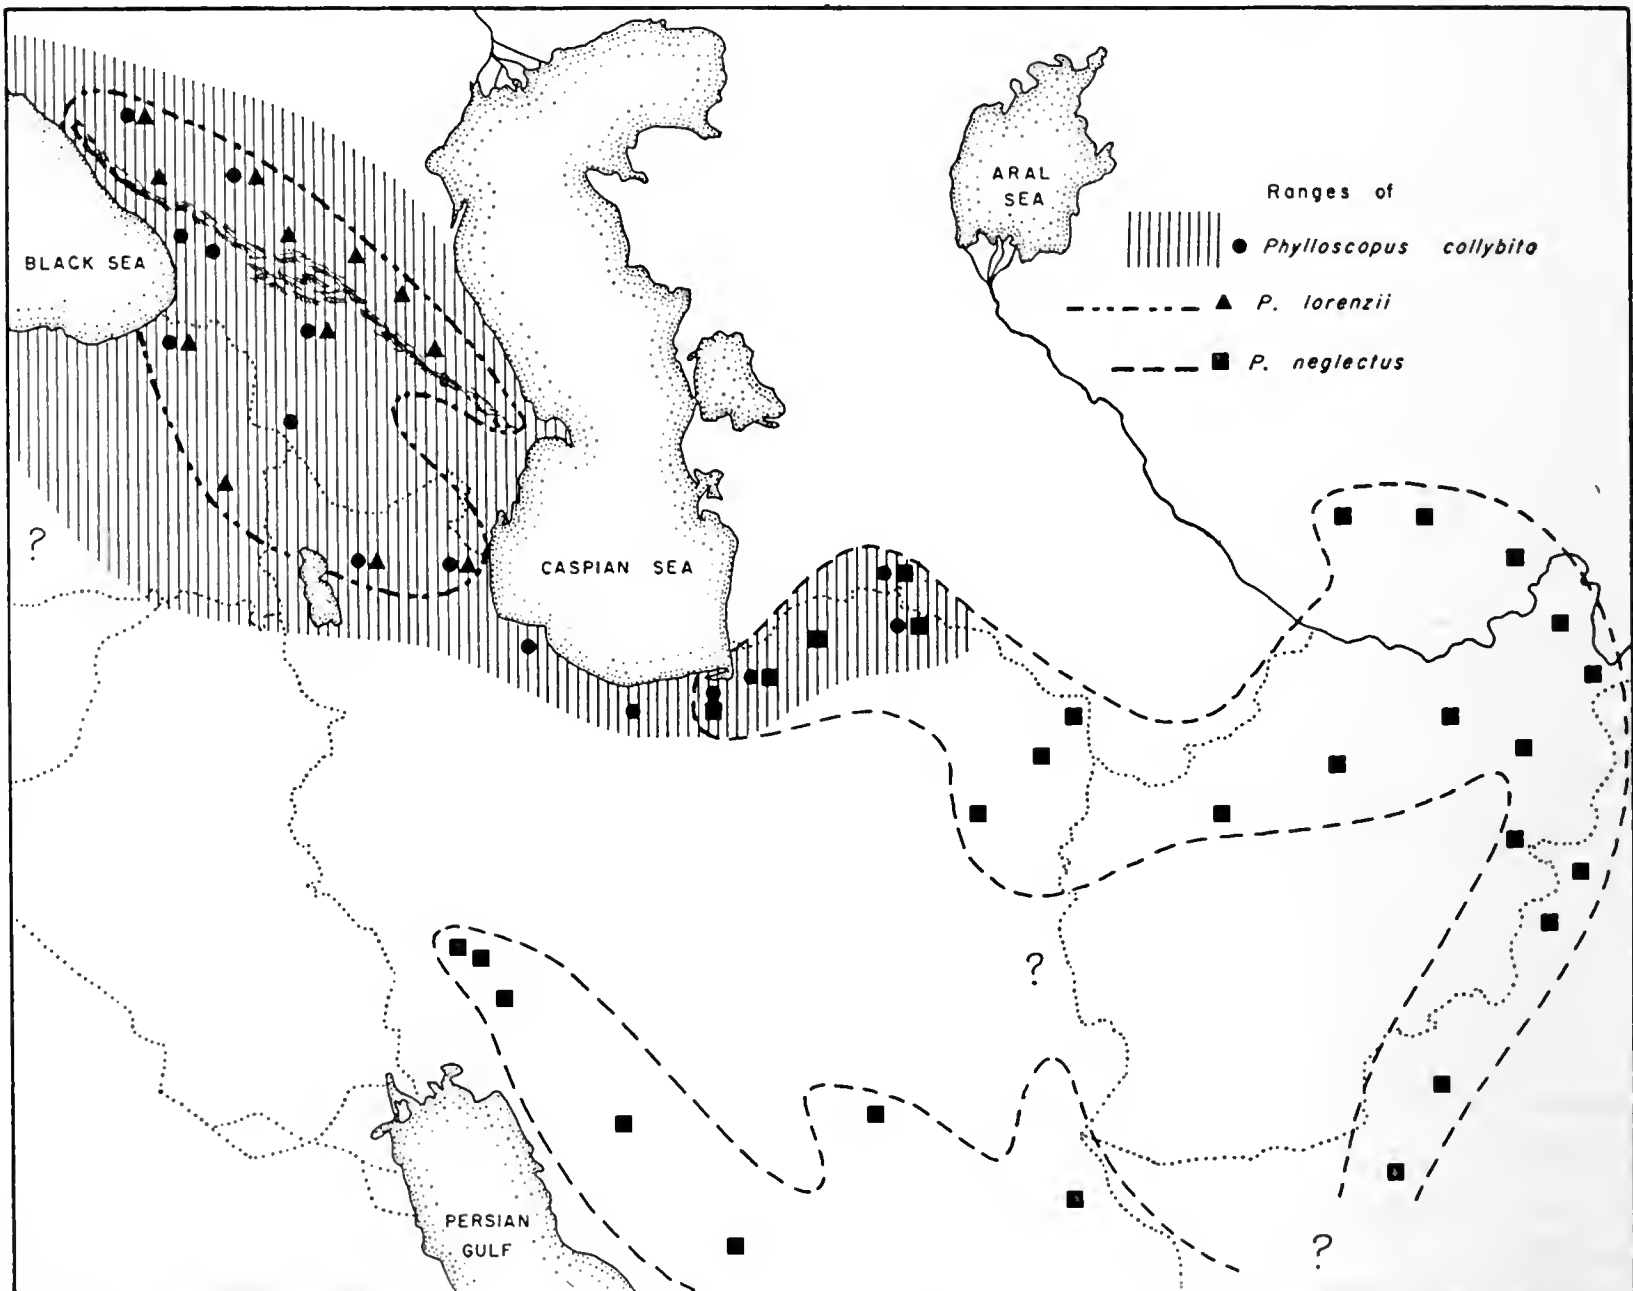 ARAL
SEA
Ranges of
Phylloscopus collybita
P. lorenzii
P. neglectus
BLACK SEA
?
CASPIAN SEA
?
PERSIAN
GULF
?